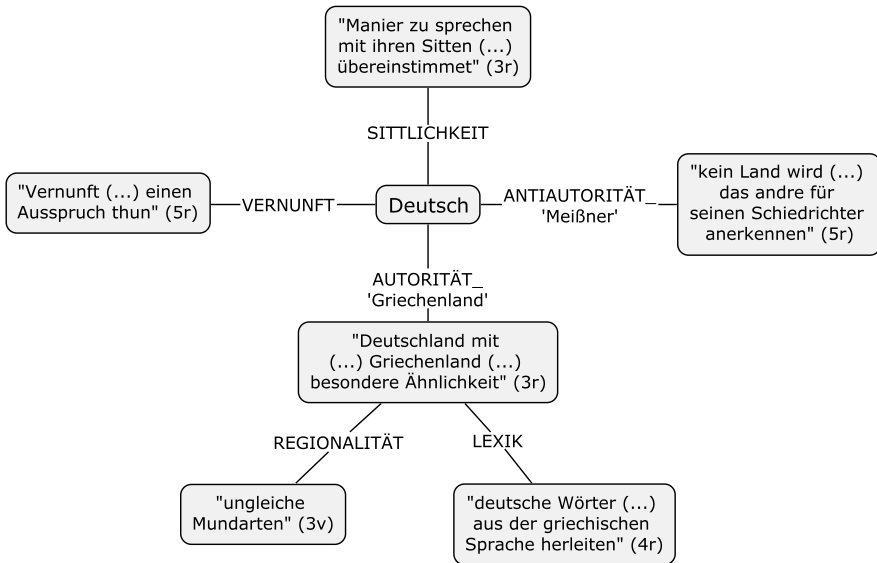 "Manier zu sprechen
mit ihren Sitten (...)
übereinstimmet" (3r)
SITTLICHKEIT
"Vernunft (...) einen
Ausspruch thun" (5r)
VERNUNFT
Deutsch
ANTIAUTORITÄT_
'Meißner'
"kein Land wird (...)
das andre für
seinen Schiedrichter
anerkennen" (5r)
AUTORITÄT_
'Griechenland'
"Deutschland mit
(...) Griechenland (...)
besondere Ähnlichkeit" (3r)
REGIONALITÄT
LEXIK
"ungleiche
Mundarten" (3v)
"deutsche Wörter (...)
aus der griechischen
Sprache herleiten" (4r)